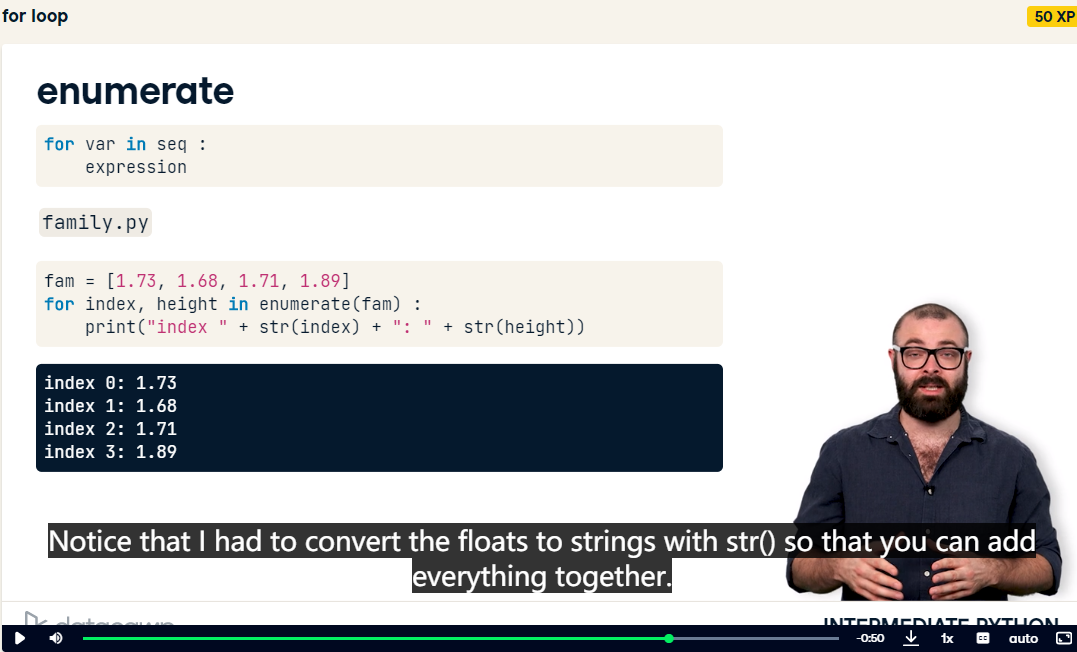 for loop
50 XP
enumerate
for var in seq :
    expression
family.py
fam = [1.73, 1.68, 1.71, 1.89]
for index, height in enumerate(fam) :
    print("index " + str(index) + ": " + str(height))
index 0: 1.73
index 1: 1.68
index 2: 1.71
index 3: 1.89
Notice that I had to convert the floats to strings with str() so that you can add
everything together.
datacamp
INTERMEDIATE PYTHON
-0:50
1x
CC
auto